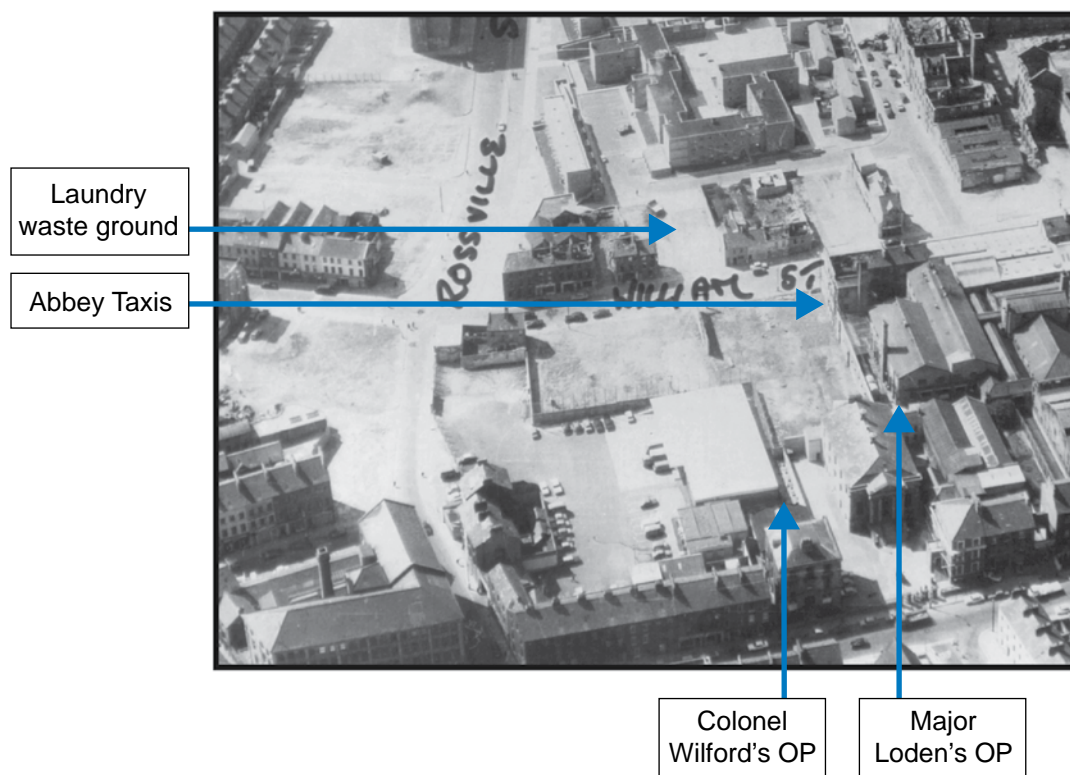 S
ROSSVILLE.
Laundry
waste ground
Abbey Taxis
WILLIAM ST
Colonel
Wilford's OP
Major
Loden's OP